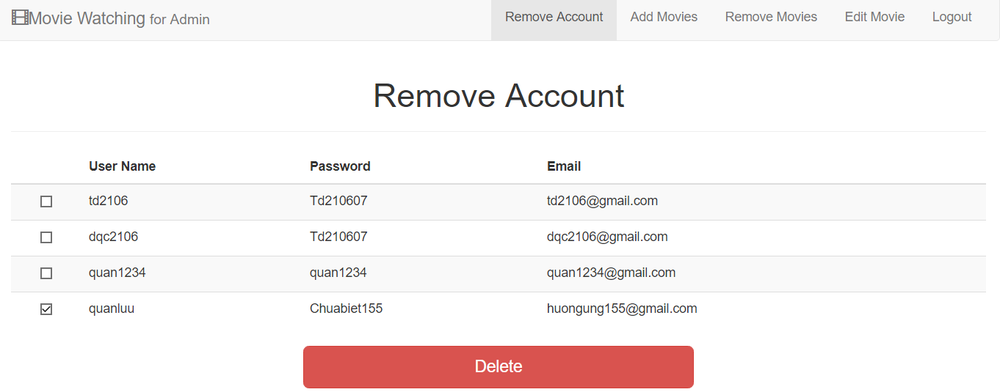 Movie Watching for Admin Remove Account Add Movies Remove Movies Edit Movie Logout
Remove Account
User Name Password Email
td2106 Td210607 td2106@gmail.com
dqc2106 Td210607 dqc2106@gmail.com
quan1234 quan1234 quan1234@gmail.com
quanluu Chuabiet155 huongung155@gmail.com
Delete